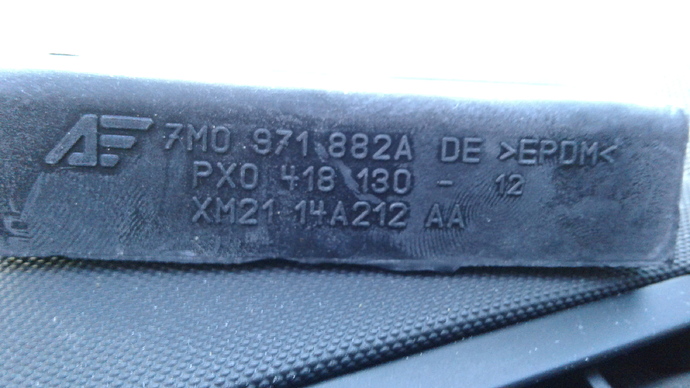 AF 7M0 971 882A DE >EPDM<
PX0 418 130 - 12
XM21 14A212 AA